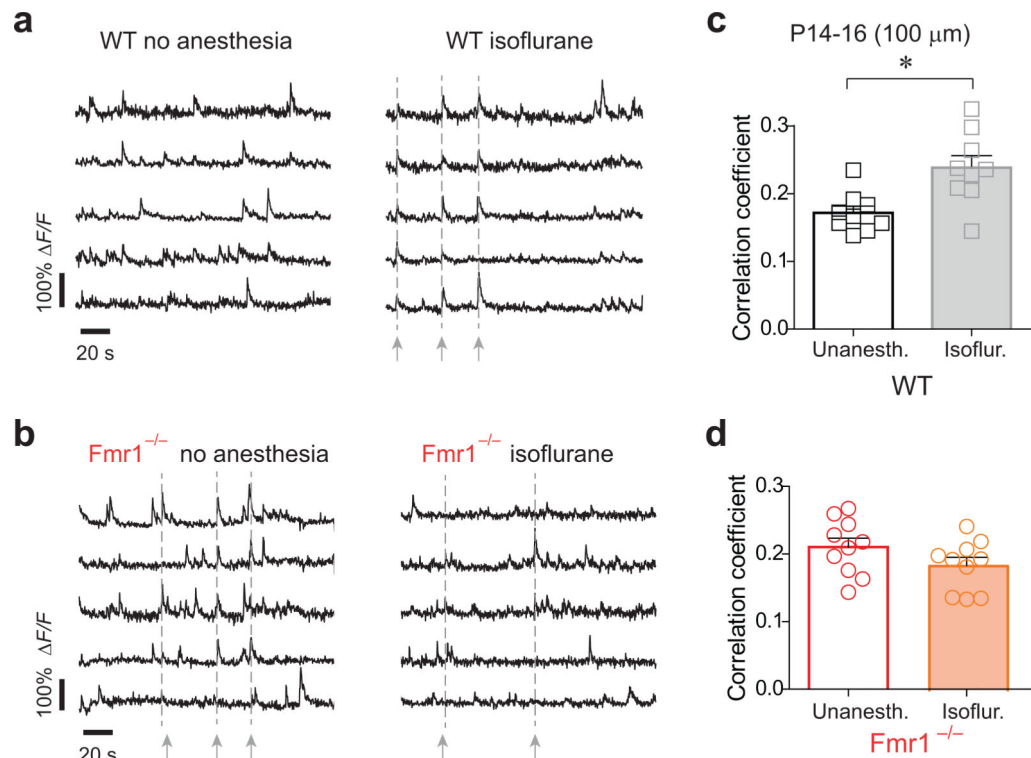 a
WT no anesthesia
WT isoflurane
100% ΔF/F
20 s
c
P14-16 (100 μm)
*
Correlation coefficient
0.3
0.2
0.1
0.0
Unanesth.
Isoflur.
WT
b
Fmr1 −/− no anesthesia
Fmr1 −/− isoflurane
100% ΔF/F
20 s
d
Correlation coefficient
0.3
0.2
0.1
0.0
Unanesth.
Isoflur.
Fmr1 −/−